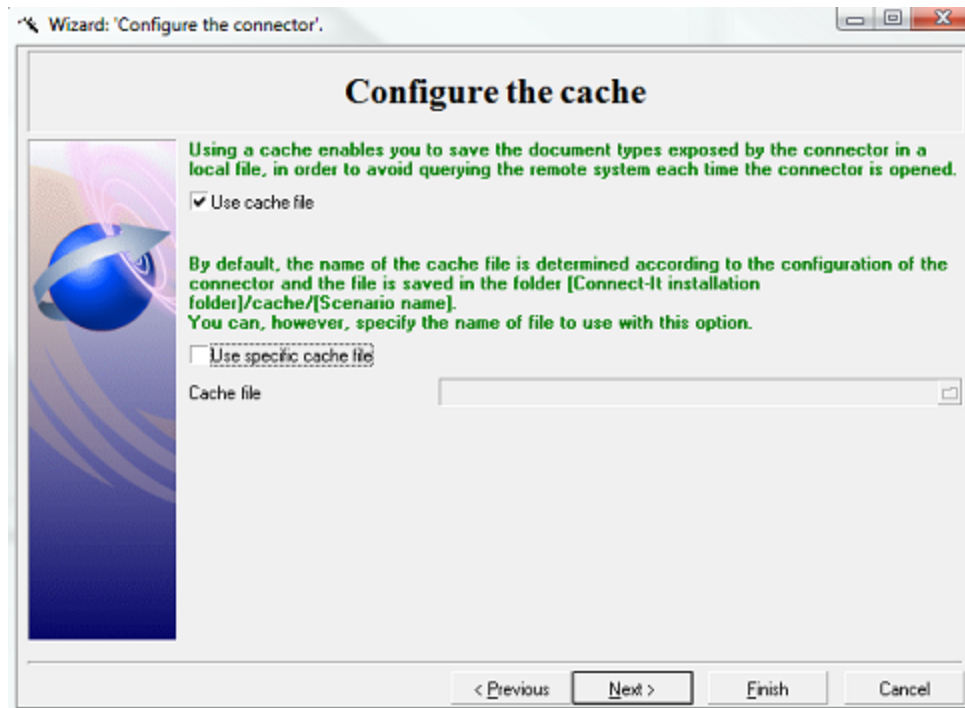 Wizard: 'Configure the connector'.
Configure the cache
Using a cache enables you to save the document types exposed by the connector in a
local file, in order to avoid querying the remote system each time the connector is opened.
Use cache file
By default, the name of the cache file is determined according to the configuration of the
connector and the file is saved in the folder [Connect-It installation
folder]/cache/[Scenario name].
You can, however, specify the name of file to use with this option.
Use specific cache file
Cache file
< Previous
Next >
Finish
Cancel